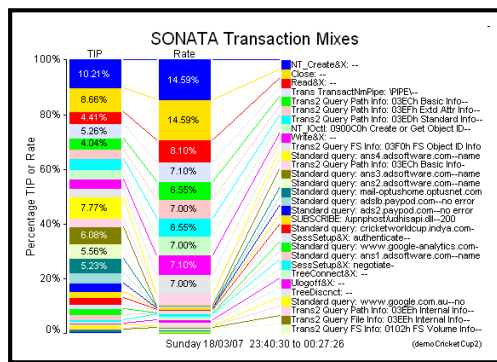 SONATA Transaction Mixes
TIP
Rate
100%
80%
60%
40%
20%
0%
Percentage TIP or Rate
10.21%
8.66%
4.41%
5.26%
4.04%
7.77%
6.08%
5.56%
5.23%
14.59%
14.59%
8.10%
7.10%
6.55%
7.00%
6.55%
7.00%
7.10%
7.00%
NT_Create&X: --
Close: --
Read&X: --
Trans TransactNmPipe: \PIPE\--
Trans2 Query Path Info: 03ECh Basic Info--
Trans2 Query Path Info: 03EFh Extd Attr Info--
Trans2 Query Path Info: 03EDh Standard Info--
NT_IOctl: 0900C0h Create or Get Object ID--
Write&X: --
Trans2 Query FS Info: 03F0h FS Object ID Info
Standard query: ans4.adsoftware.com--name
Trans2 Query Path Info: 03ECh Basic Info--
Standard query: ans3.adsoftware.com--name
Standard query: ans2.adsoftware.com--name
Standard query: mail-optushome.optusnet.com
Standard query: adslb.paypod.com--no error
Standard query: ads2.paypod.com--no error
SUBSCRIBE: /upnphost/udhisapi.dll--200
Standard query: cricketworldcup.indya.com-
SessSetup&X: authenticate--
Standard query: www.google-analytics.com-
Standard query: ans1.adsoftware.com--name
SessSetup&X: negotiate-
TreeConnect&X: --
Ulogoff&X: --
TreeDiscnct: --
Standard query: www.google.com.au--no
Trans2 Query Path Info: 03EEh Internal Info--
Trans2 Query File Info: 03EEh Internal Info--
Trans2 Query FS Info: 0102h FS Volume Info--
Sunday 18/03/07 23:40:30 to 00:27:26
(demo Cricket Cup2)